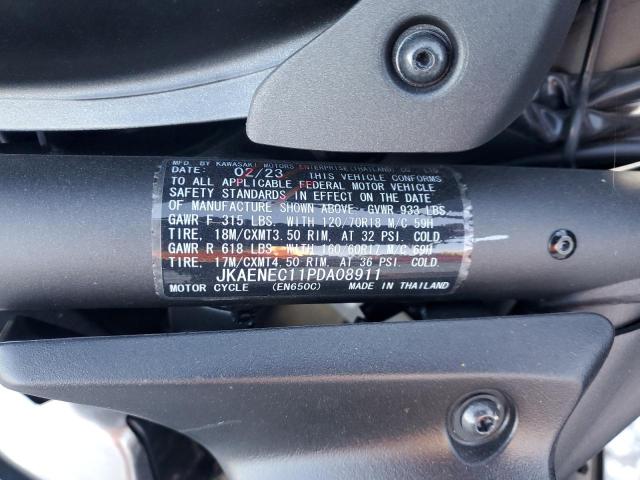 MFD. BY KAWASAKI MOTORS ENTERPRISE(THAILAND) CO., LTD
DATE: 02/23 THIS VEHICLE CONFORMS
TO ALL APPLICABLE FEDERAL MOTOR VEHICLE
SAFETY STANDARDS IN EFFECT ON THE DATE
OF MANUFACTURE SHOWN ABOVE. GVWR 933 LBS.
GAWR F 315 LBS. WITH 120/70R18 M/C 59H
TIRE, 18M/CXMT3.50 RIM, AT 32 PSI. COLD.
GAWR R 618 LBS. WITH 160/60R17 M/C 69H
TIRE, 17M/CXMT4.50 RIM, AT 36 PSI. COLD.
JKAENEC11PDA08911
MOTOR CYCLE (EN650C) MADE IN THAILAND